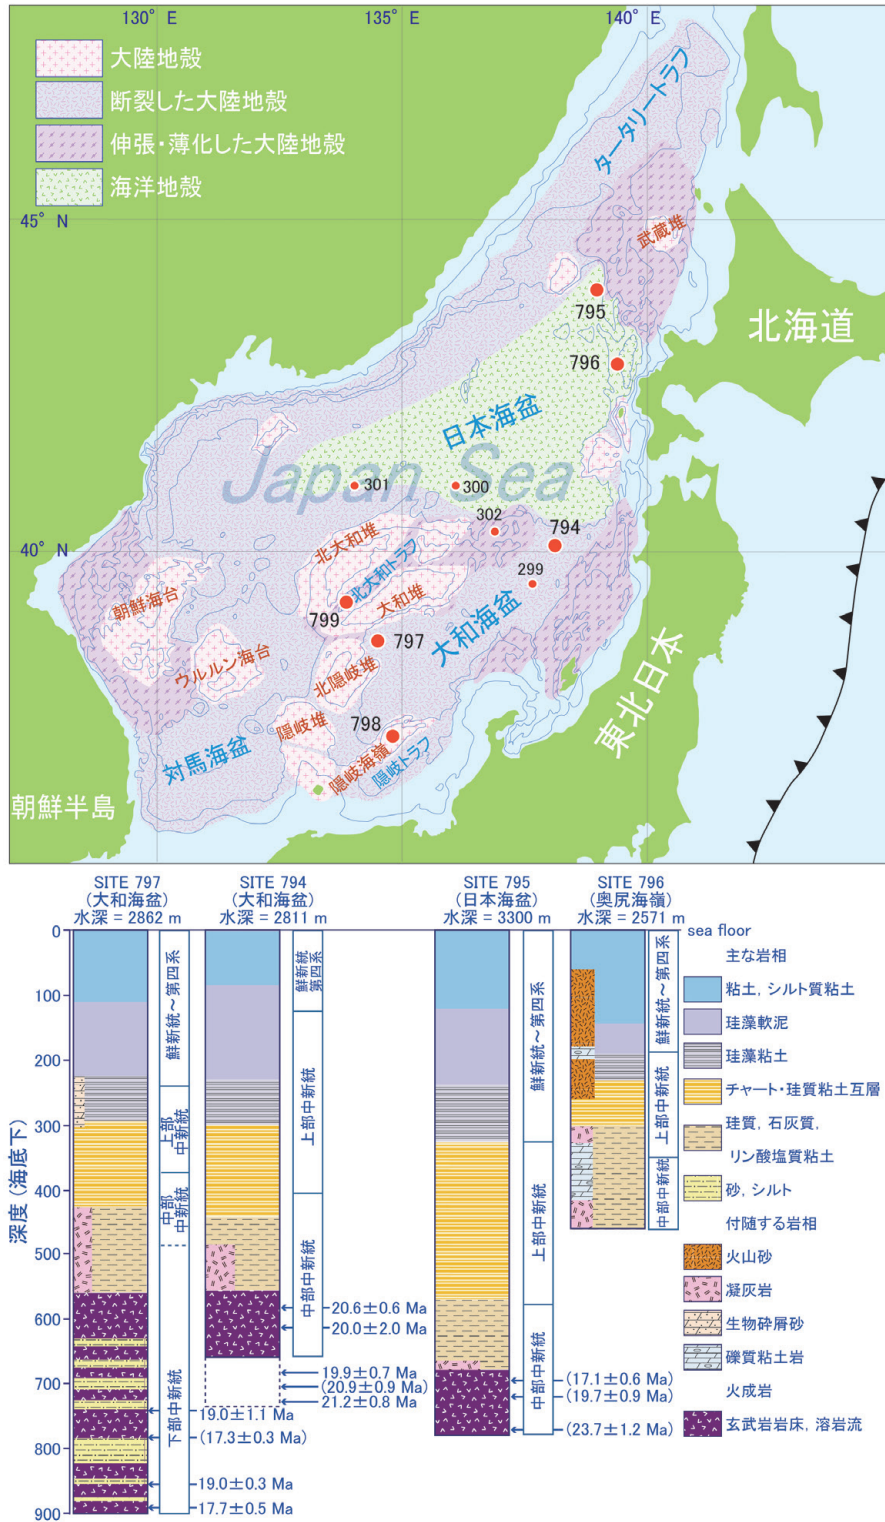 130° E
135° E
140° E
大陸地殻
断裂した大陸地殻
伸張・薄化した大陸地殻
海洋地殻
タータリートラフ
45° N
武蔵堆
795
北海道
796
日本海盆
Japan Sea
301
300
302
794
40° N
北大和堆
北大和トラフ
299
大和堆
朝鮮海台
799
797
大和海盆
ウルルン海台
北隠岐堆
東北日本
隠岐堆
798
対馬海盆
隠岐海嶺
隠岐トラフ
朝鮮半島
SITE 797
(大和海盆)
水深 = 2862 m
SITE 794
(大和海盆)
水深 = 2811 m
SITE 795
(日本海盆)
水深 = 3300 m
SITE 796
(奥尻海嶺)
水深 = 2571 m
深度 (海底下)
0
100
200
300
400
500
600
700
800
900
鮮新統～第四系
上部中新統
中部中新統
下部中新統
19.0±1.1 Ma
(17.3±0.3 Ma)
19.0±0.3 Ma
17.7±0.5 Ma
鮮新統
第四系
上部中新統
中部中新統
20.6±0.6 Ma
20.0±2.0 Ma
19.9±0.7 Ma
(20.9±0.9 Ma)
21.2±0.8 Ma
鮮新統～第四系
上部中新統
中部中新統
(17.1±0.6 Ma)
(19.7±0.9 Ma)
(23.7±1.2 Ma)
鮮新統～第四系
上部中新統
中部中新統
sea floor
主な岩相
粘土, シルト質粘土
珪藻軟泥
珪藻粘土
チャート・珪質粘土互層
珪質, 石灰質,
リン酸塩質粘土
砂, シルト
付随する岩相
火山砂
凝灰岩
生物砕屑砂
礫質粘土岩
火成岩
玄武岩岩床, 溶岩流